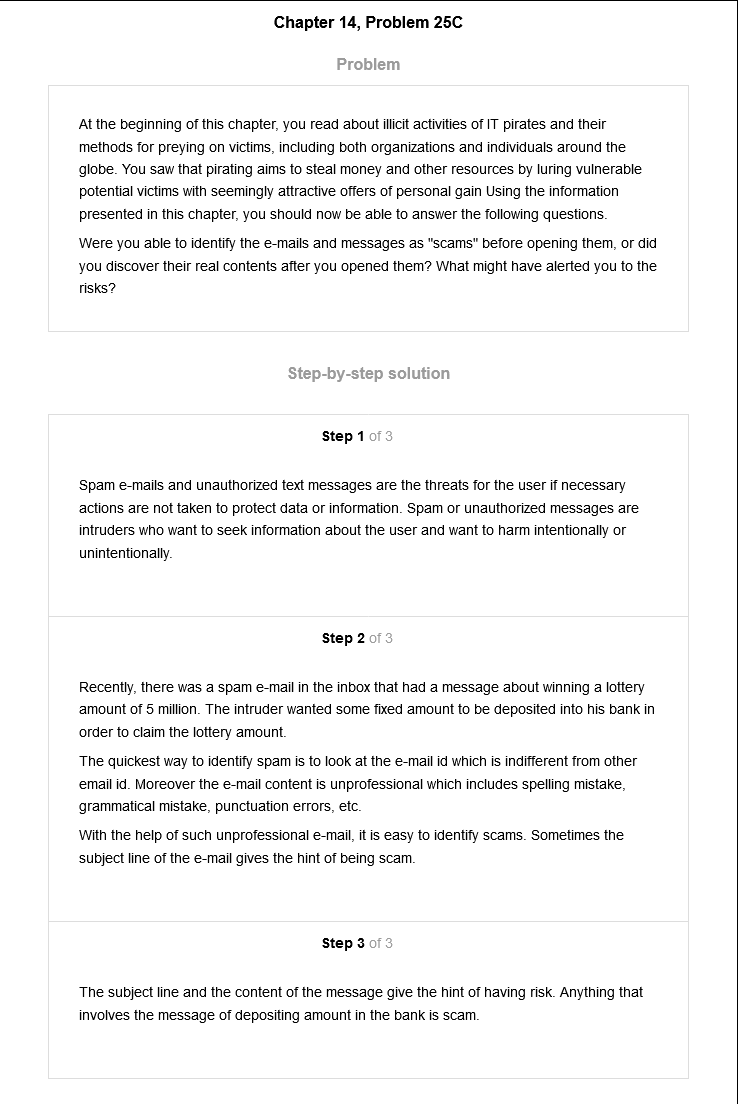 Chapter 14, Problem 25C
Problem
At the beginning of this chapter, you read about illicit activities of IT pirates and their
methods for preying on victims, including both organizations and individuals around the
globe. You saw that pirating aims to steal money and other resources by luring vulnerable
potential victims with seemingly attractive offers of personal gain Using the information
presented in this chapter, you should now be able to answer the following questions.
Were you able to identify the e-mails and messages as "scams" before opening them, or did
you discover their real contents after you opened them? What might have alerted you to the
risks?
Step-by-step solution
Step 1 of 3
Spam e-mails and unauthorized text messages are the threats for the user if necessary
actions are not taken to protect data or information. Spam or unauthorized messages are
intruders who want to seek information about the user and want to harm intentionally or
unintentionally.
Step 2 of 3
Recently, there was a spam e-mail in the inbox that had a message about winning a lottery
amount of 5 million. The intruder wanted some fixed amount to be deposited into his bank in
order to claim the lottery amount.
The quickest way to identify spam is to look at the e-mail id which is indifferent from other
email id. Moreover the e-mail content is unprofessional which includes spelling mistake,
grammatical mistake, punctuation errors, etc.
With the help of such unprofessional e-mail, it is easy to identify scams. Sometimes the
subject line of the e-mail gives the hint of being scam.
Step 3 of 3
The subject line and the content of the message give the hint of having risk. Anything that
involves the message of depositing amount in the bank is scam.